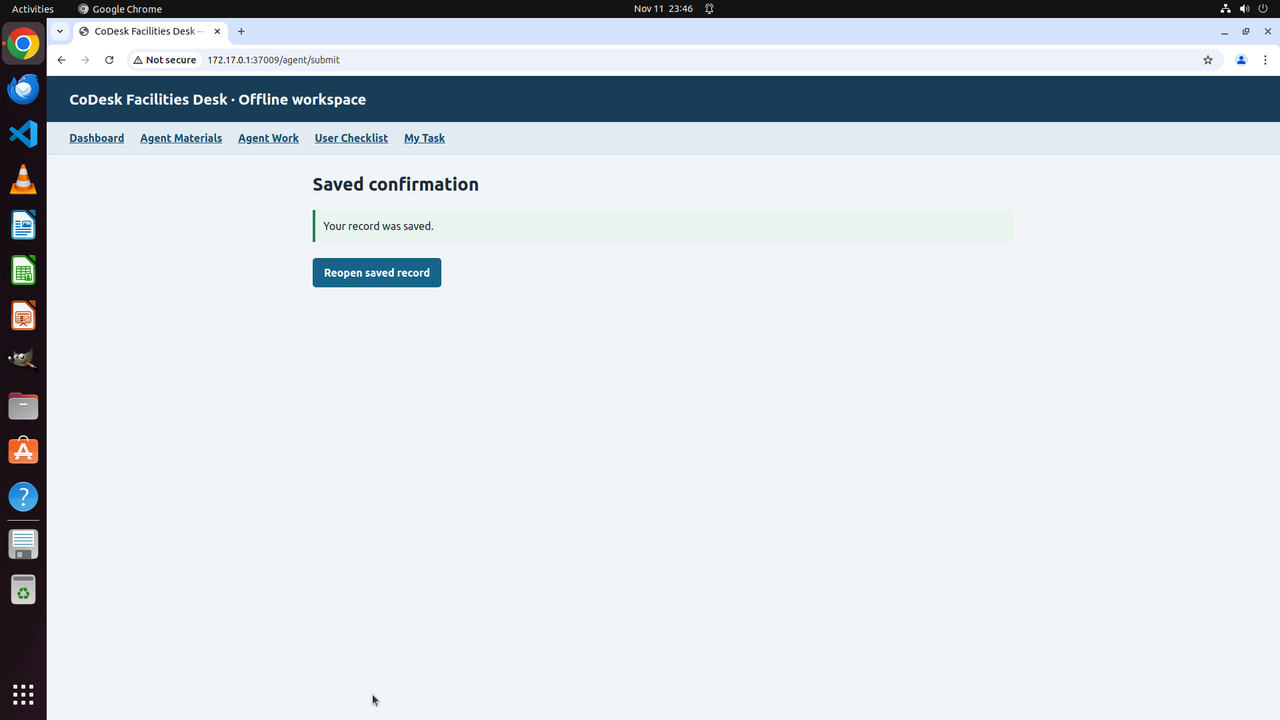 Activities
Google Chrome
Nov 11 23:46
CoDesk Facilities Desk —
Not secure
172.17.0.1:37009/agent/submit
CoDesk Facilities Desk · Offline workspace
Dashboard
Agent Materials
Agent Work
User Checklist
My Task
Saved confirmation
Your record was saved.
Reopen saved record